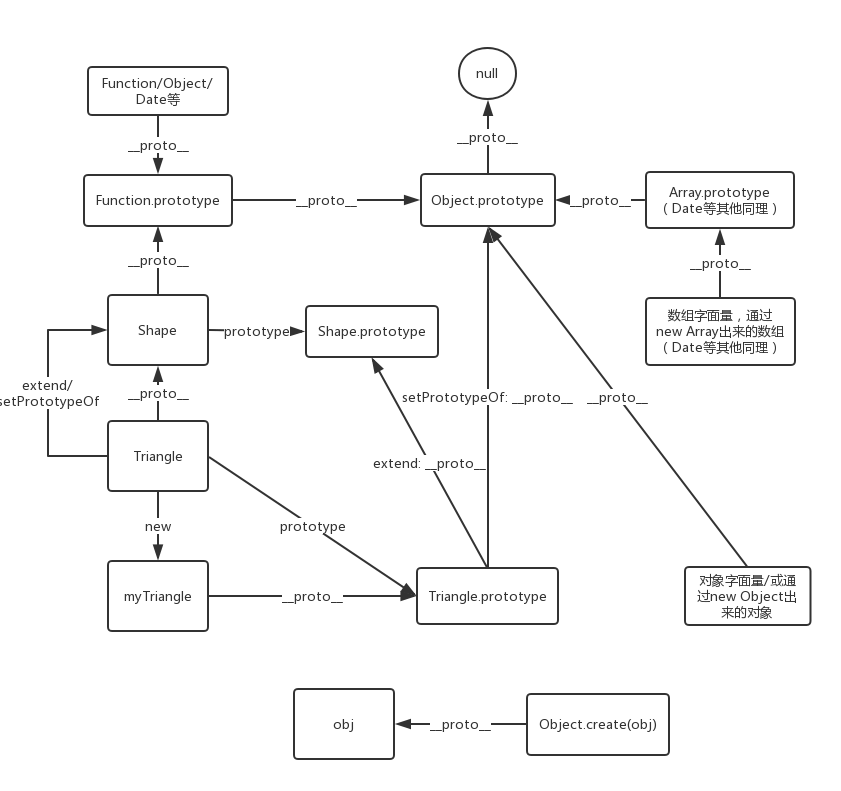 null
Function/Object/
Date等
__proto__
__proto__
Function.prototype
__proto__
Object.prototype
__proto__
Array.prototype
（Date等其他同理）
__proto__
__proto__
Shape
prototype
Shape.prototype
数组字面量，通过
new Array出来的数组
（Date等其他同理）
extend/
setPrototypeOf
__proto__
setPrototypeOf: __proto__
__proto__
Triangle
extend: __proto__
new
prototype
myTriangle
__proto__
Triangle.prototype
对象字面量/或通
过new Object出
来的对象
obj
__proto__
Object.create(obj)